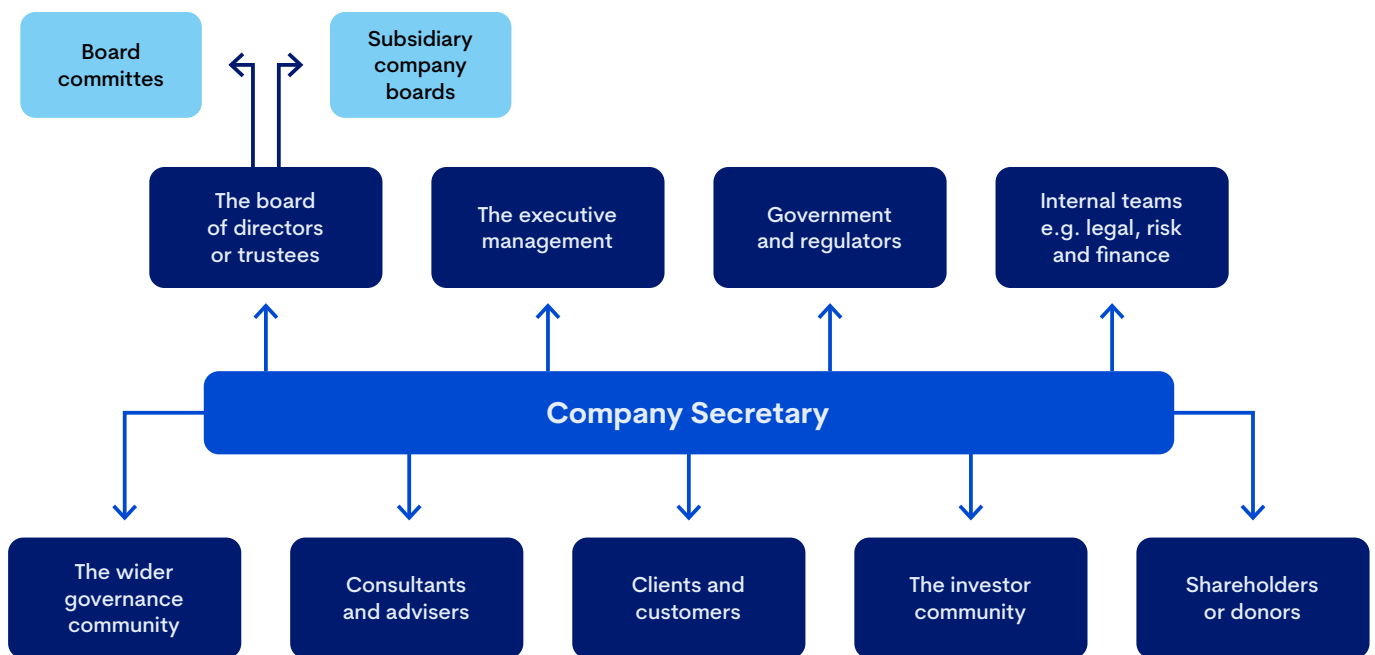 Board
committes
Subsidiary
company
boards
The board
of directors
or trustees
The executive
management
Government
and regulators
Internal teams
e.g. legal, risk
and finance
Company Secretary
The wider
governance
community
Consultants
and advisers
Clients and
customers
The investor
community
Shareholders
or donors